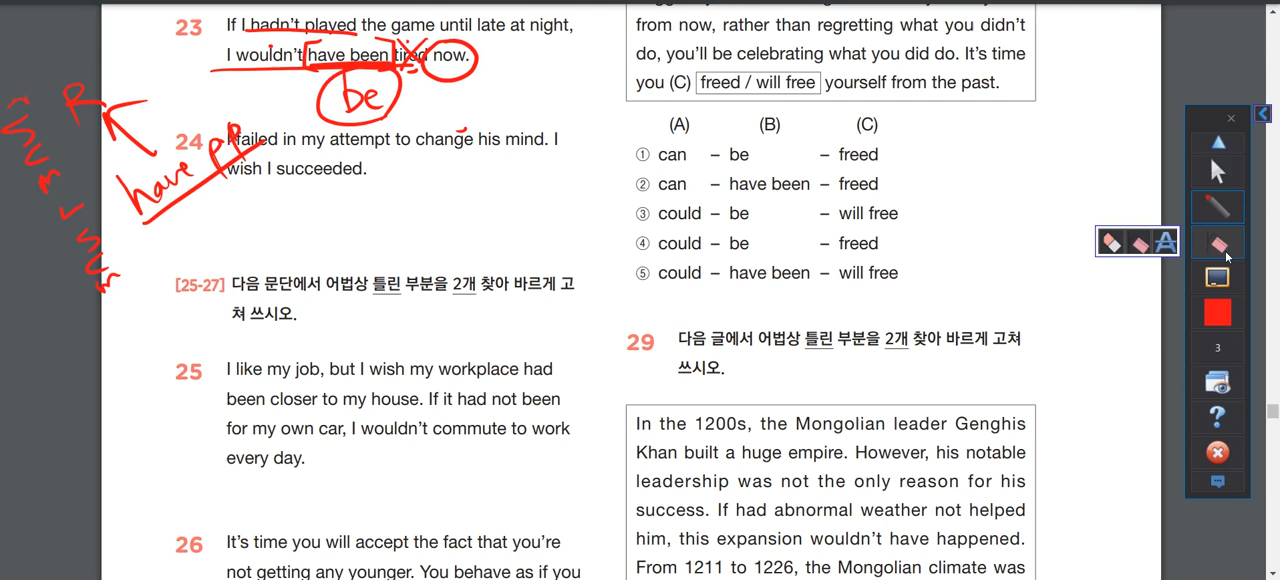 23 If I hadn't played the game until late at night,
I wouldn't have been tired now.
be
R
have pp
24 I failed in my attempt to change his mind. I
wish I succeeded.
[25-27] 다음 문단에서 어법상 틀린 부분을 2개 찾아 바르게 고
쳐 쓰시오.
25 I like my job, but I wish my workplace had
been closer to my house. If it had not been
for my own car, I wouldn't commute to work
every day.
26 It's time you will accept the fact that you're
not getting any younger. You behave as if you
from now, rather than regretting what you didn't
do, you'll be celebrating what you did do. It's time
you (C) freed / will free yourself from the past.
(A) (B) (C)
① can – be – freed
② can – have been – freed
③ could – be – will free
④ could – be – freed
⑤ could – have been – will free
29 다음 글에서 어법상 틀린 부분을 2개 찾아 바르게 고쳐
쓰시오.
In the 1200s, the Mongolian leader Genghis
Khan built a huge empire. However, his notable
leadership was not the only reason for his
success. If had abnormal weather not helped
him, this expansion wouldn't have happened.
From 1211 to 1226, the Mongolian climate was
3